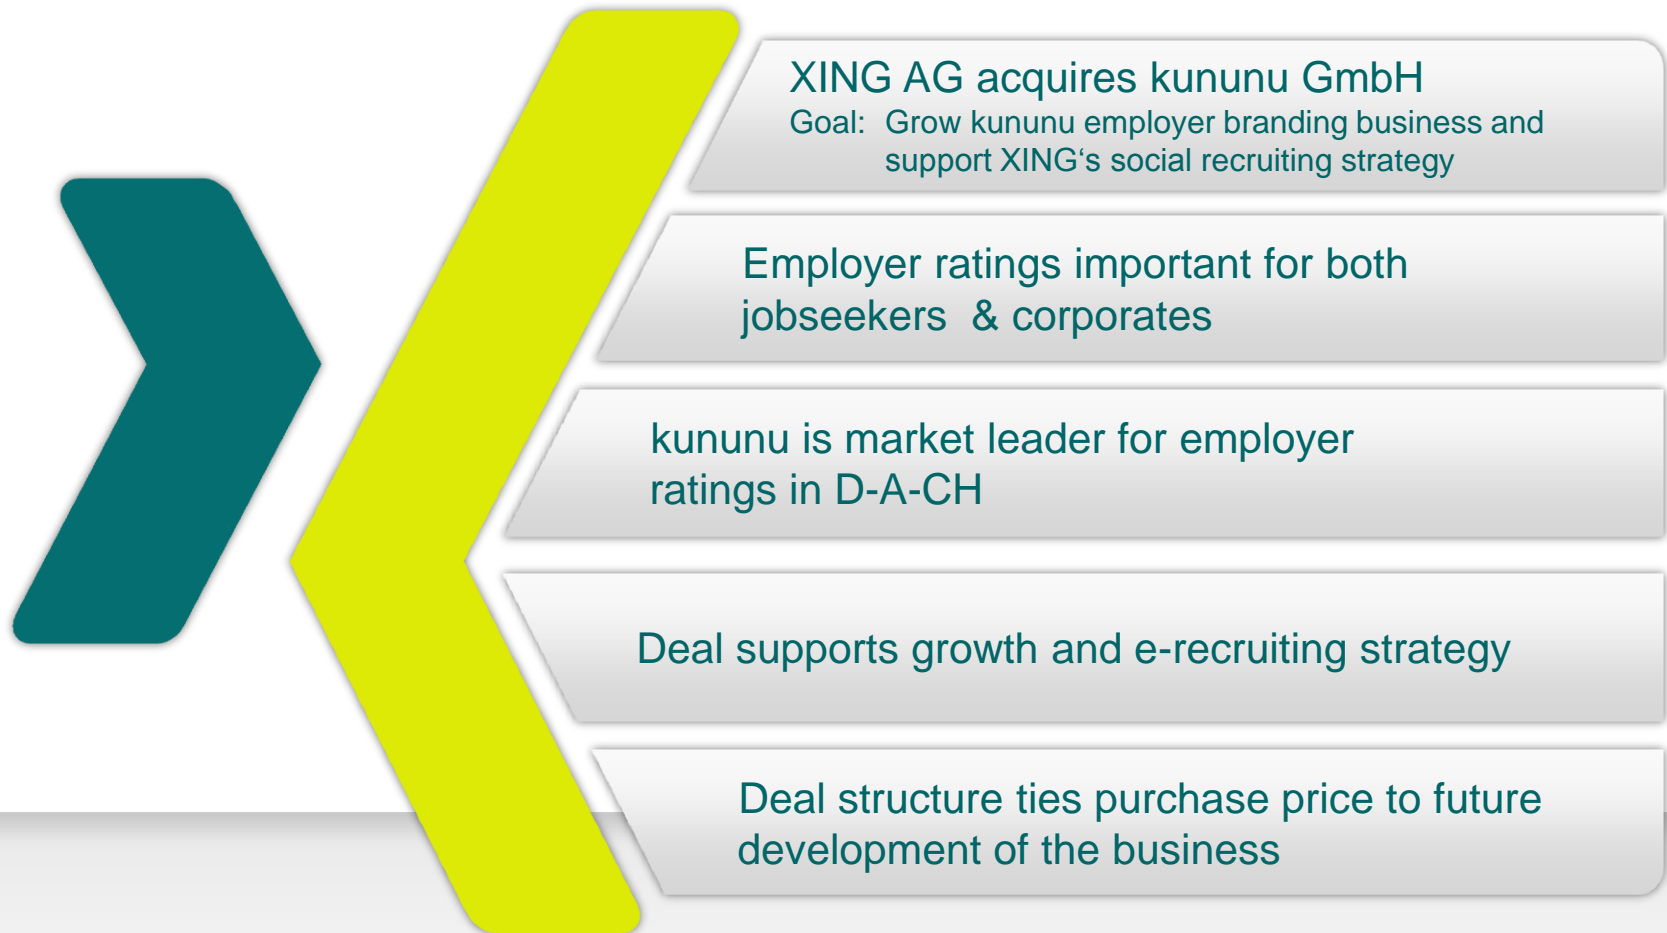 XING AG acquires kununu GmbH
Goal: Grow kununu employer branding business and
support XING‘s social recruiting strategy
Employer ratings important for both
jobseekers  & corporates
kununu is market leader for employer
ratings in D-A-CH
Deal supports growth and e-recruiting strategy
Deal structure ties purchase price to future
development of the business